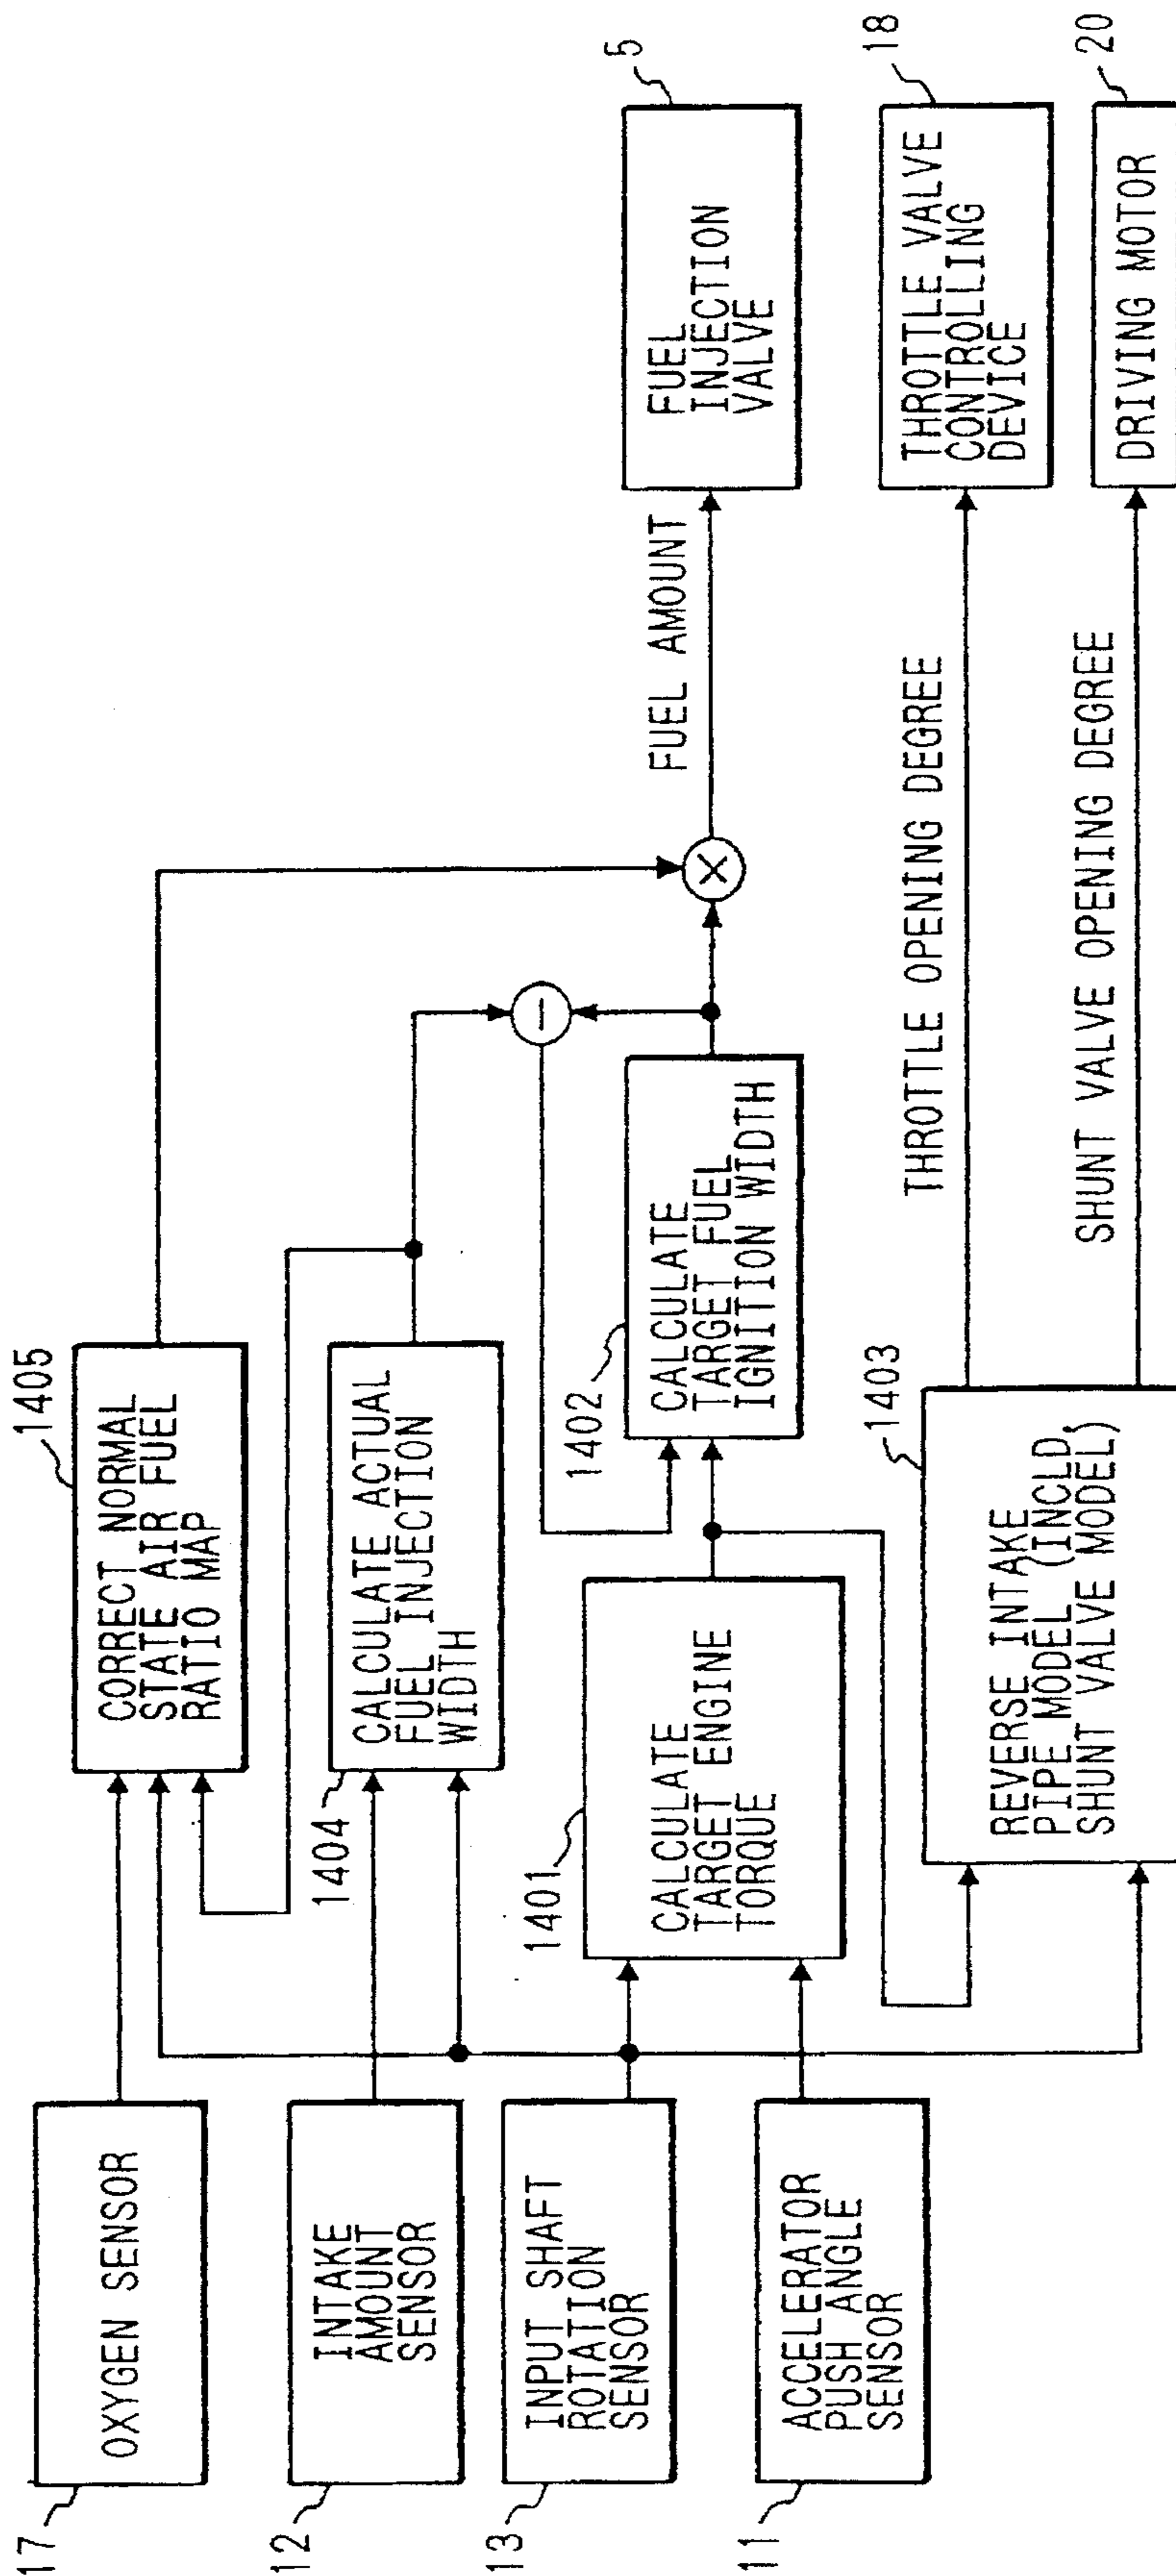 17
OXYGEN SENSOR
12
INTAKE
AMOUNT
SENSOR
13
INPUT SHAFT
ROTATION
SENSOR
11
ACCELERATOR
PUSH ANGLE
SENSOR
1405
CORRECT NORMAL
STATE AIR FUEL
RATIO MAP
1404
CALCULATE ACTUAL
FUEL INJECTION
WIDTH
1401
CALCULATE
TARGET ENGINE
TORQUE
1402
CALCULATE
TARGET FUEL
IGNITION WIDTH
1403
REVERSE INTAKE
PIPE MODEL (INCLD,
SHUNT VALVE MODEL)
−
×
FUEL AMOUNT
THROTTLE OPENING DEGREE
SHUNT VALVE OPENING DEGREE
5
FUEL
INJECTION
VALVE
18
THROTTLE VALVE
CONTROLLING
DEVICE
20
DRIVING MOTOR